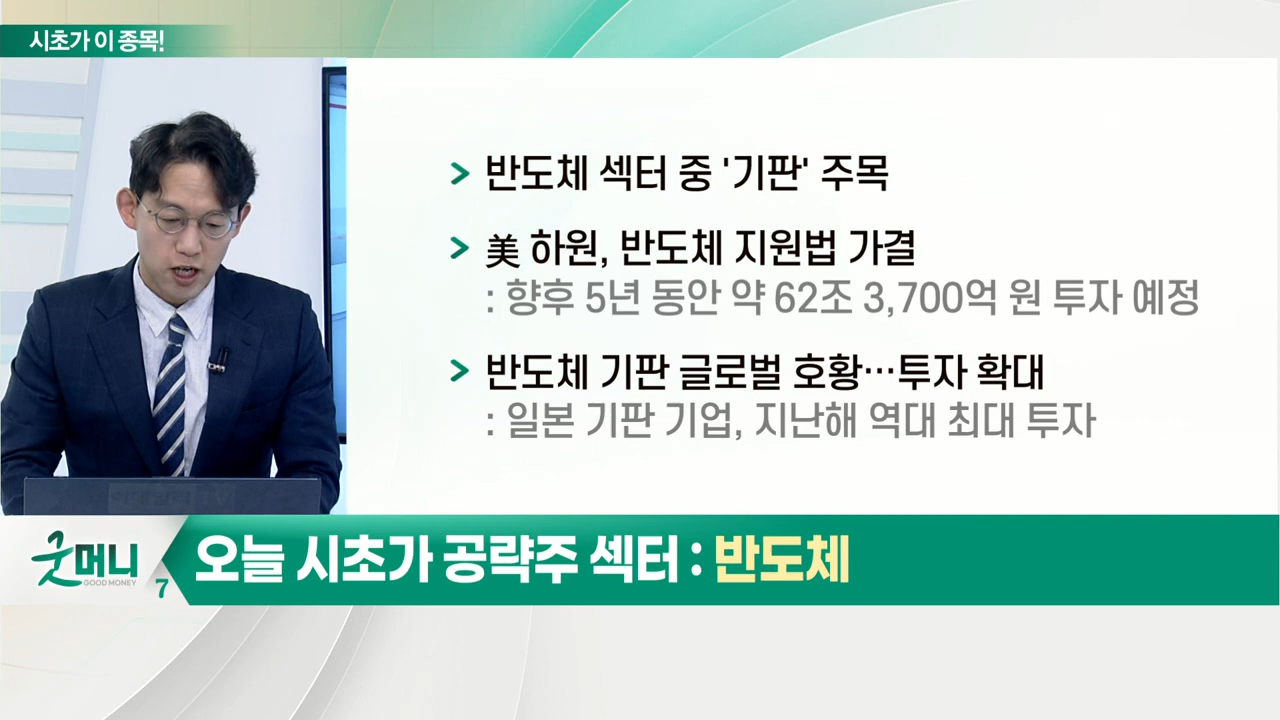 시초가 이 종목!
> 반도체 섹터 중 '기판' 주목
> 美 하원, 반도체 지원법 가결
: 향후 5년 동안 약 62조 3,700억 원 투자 예정
> 반도체 기판 글로벌 호황…투자 확대
: 일본 기판 기업, 지난해 역대 최대 투자
굿머니
GOOD MONEY
7
오늘 시초가 공략주 섹터 : 반도체